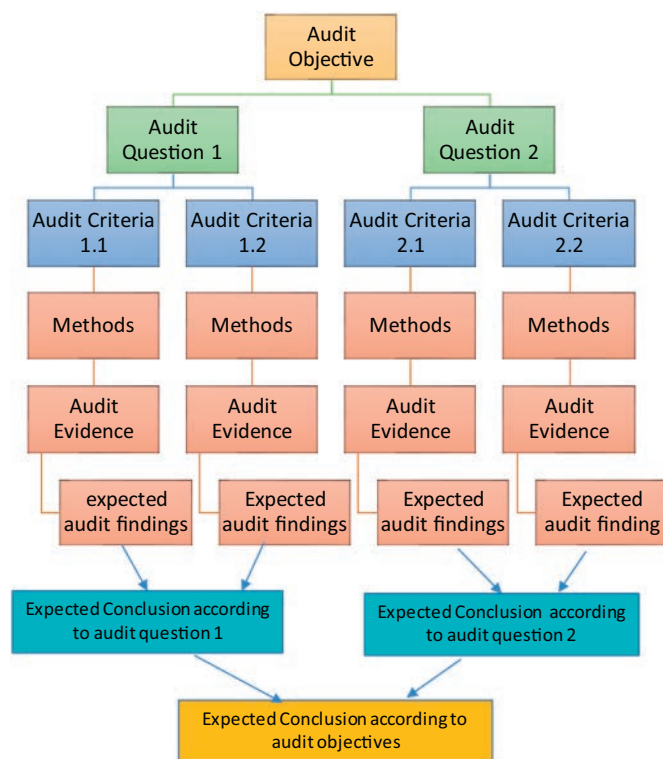 Audit
Objective
Audit
Question 1
Audit
Question 2
Audit Criteria
1.1
Audit Criteria
1.2
Audit Criteria
2.1
Audit Criteria
2.2
Methods
Methods
Methods
Methods
Audit
Evidence
Audit
Evidence
Audit
Evidence
Audit
Evidence
expected
audit findings
Expected
audit findings
Expected
audit findings
Expected
audit finding
Expected Conclusion according
to audit question 1
Expected Conclusion according
to audit question 2
Expected Conclusion according to
audit objectives